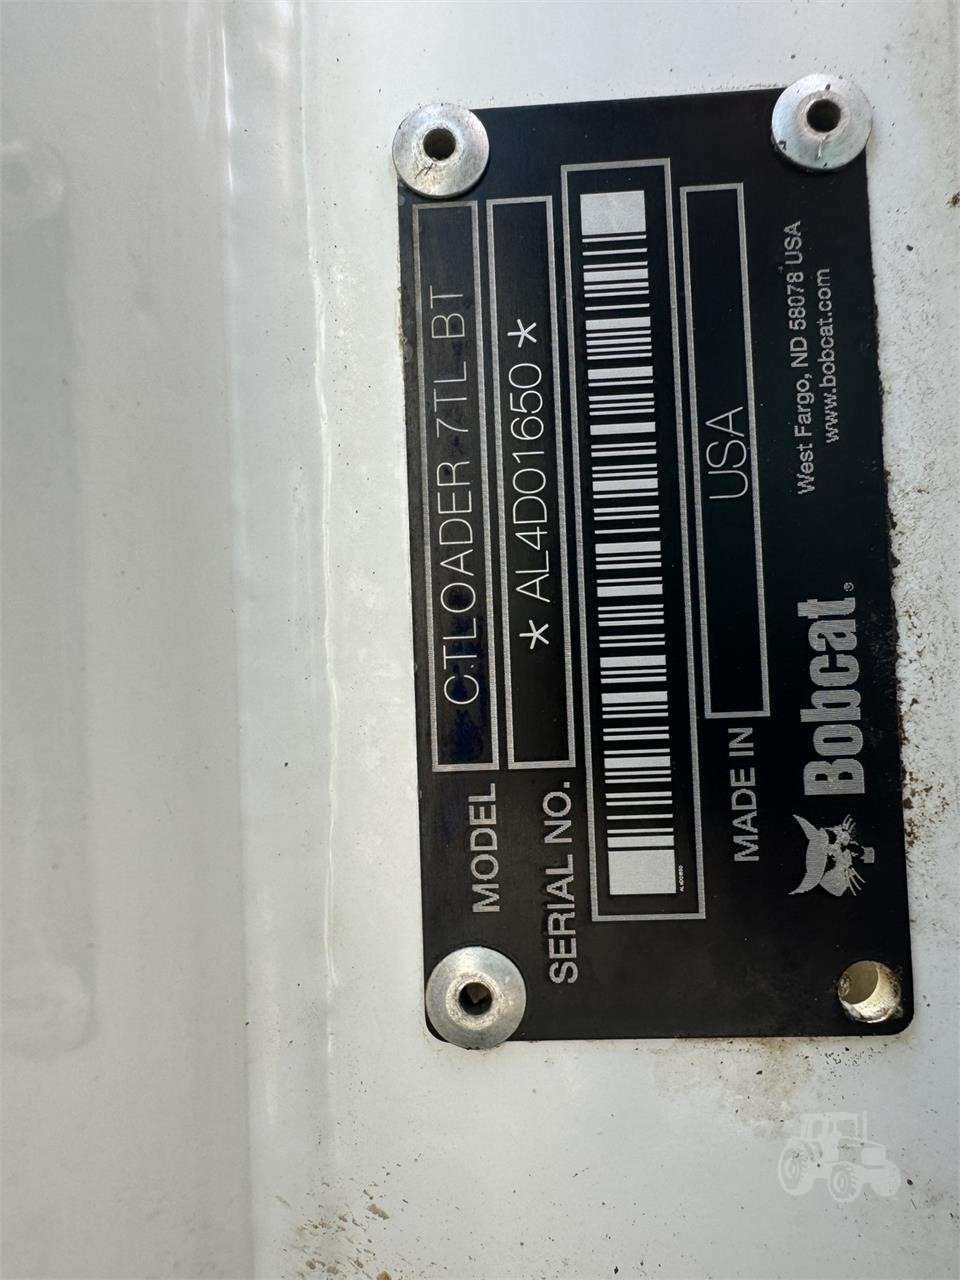 MODEL C.T.LOADER 7TL BT
SERIAL NO. * AL4D01650 *
AL4D01650
MADE IN USA
Bobcat®
West Fargo, ND 58078 USA
www.bobcat.com